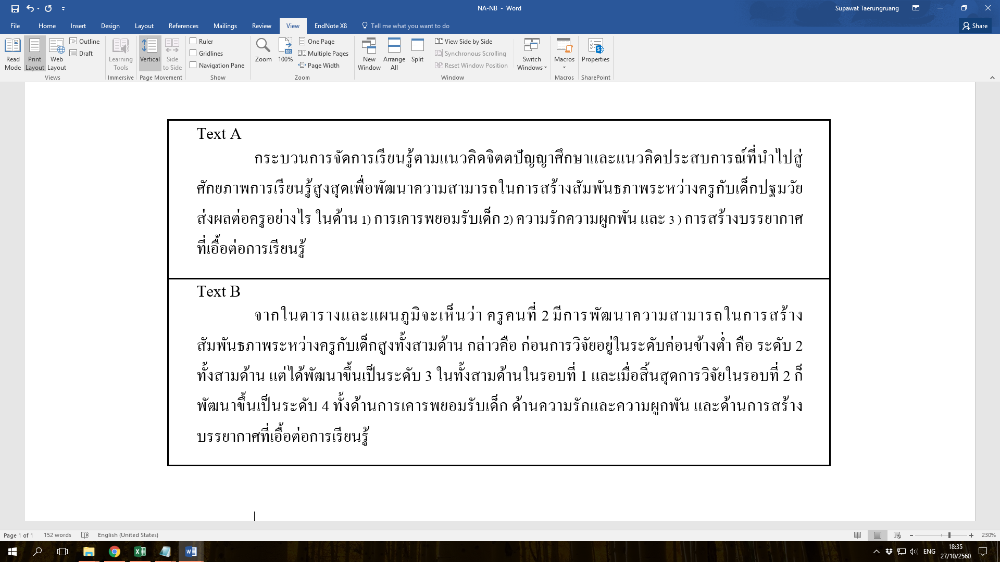 NA-NB - Word
Supawat Taerungruang
File Home Insert Design Layout References Mailings Review View EndNote X8 Tell me what you want to do Share
Read Mode
Print Layout
Web Layout
Outline
Draft
Views
Learning Tools
Immersive
Vertical
Side to Side
Page Movement
Ruler
Gridlines
Navigation Pane
Show
Zoom
100%
One Page
Multiple Pages
Page Width
Zoom
New Window
Arrange All
Split
View Side by Side
Synchronous Scrolling
Reset Window Position
Switch Windows
Window
Macros
Macros
Properties
SharePoint
Text A
กระบวนการจัดการเรียนรู้ตามแนวคิดจิตตปัญญาศึกษาและแนวคิดประสบการณ์ที่นำไปสู่
ศักยภาพการเรียนรู้สูงสุดเพื่อพัฒนาความสามารถในการสร้างสัมพันธภาพระหว่างครูกับเด็กปฐมวัย
ส่งผลต่อครูอย่างไร ในด้าน 1) การเคารพยอมรับเด็ก 2) ความรักความผูกพัน และ 3 ) การสร้างบรรยากาศ
ที่เอื้อต่อการเรียนรู้
Text B
จากในตารางและแผนภูมิจะเห็นว่า ครูคนที่ 2 มีการพัฒนาความสามารถในการสร้าง
สัมพันธภาพระหว่างครูกับเด็กสูงทั้งสามด้าน กล่าวคือ ก่อนการวิจัยอยู่ในระดับค่อนข้างต่ำ คือ ระดับ 2
ทั้งสามด้าน แต่ได้พัฒนาขึ้นเป็นระดับ 3 ในทั้งสามด้านในรอบที่ 1 และเมื่อสิ้นสุดการวิจัยในรอบที่ 2 ก็
พัฒนาขึ้นเป็นระดับ 4 ทั้งด้านการเคารพยอมรับเด็ก ด้านความรักและความผูกพัน และด้านการสร้าง
บรรยากาศที่เอื้อต่อการเรียนรู้
Page 1 of 1 152 words English (United States) 230%
ENG
18:35
27/10/2560